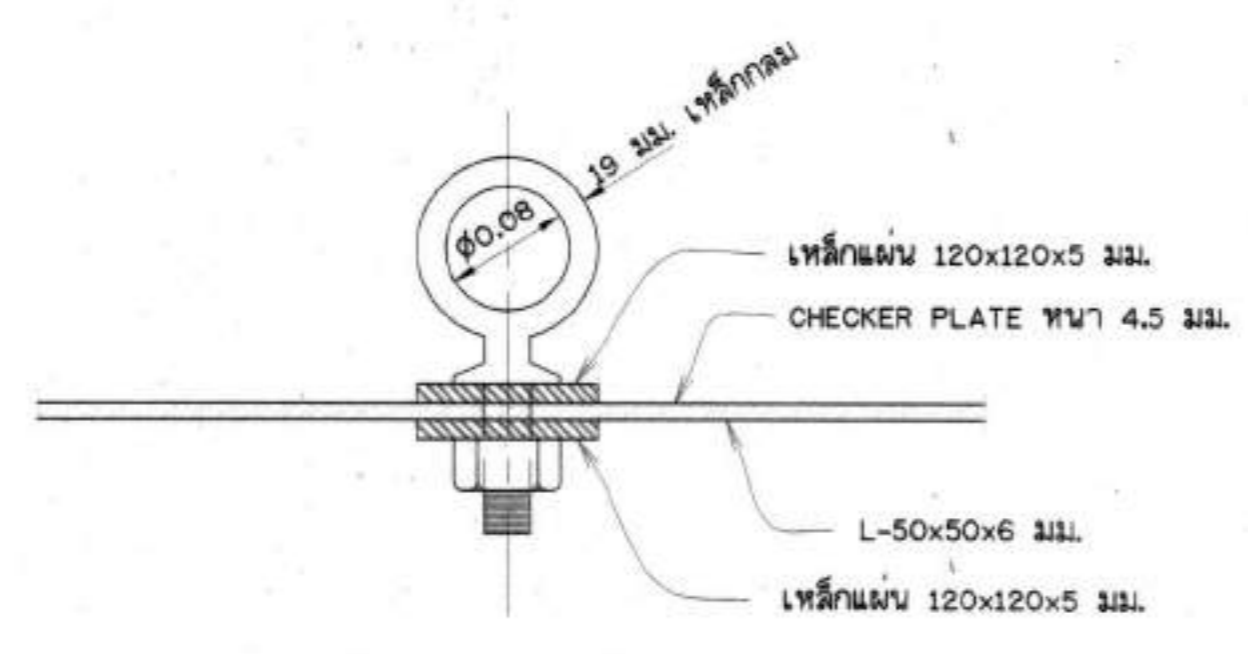 19 มม. เหล็กกลม
Ø0.08
เหล็กแผ่น 120x120x5 มม.
CHECKER PLATE หนา 4.5 มม.
L-50x50x6 มม.
เหล็กแผ่น 120x120x5 มม.